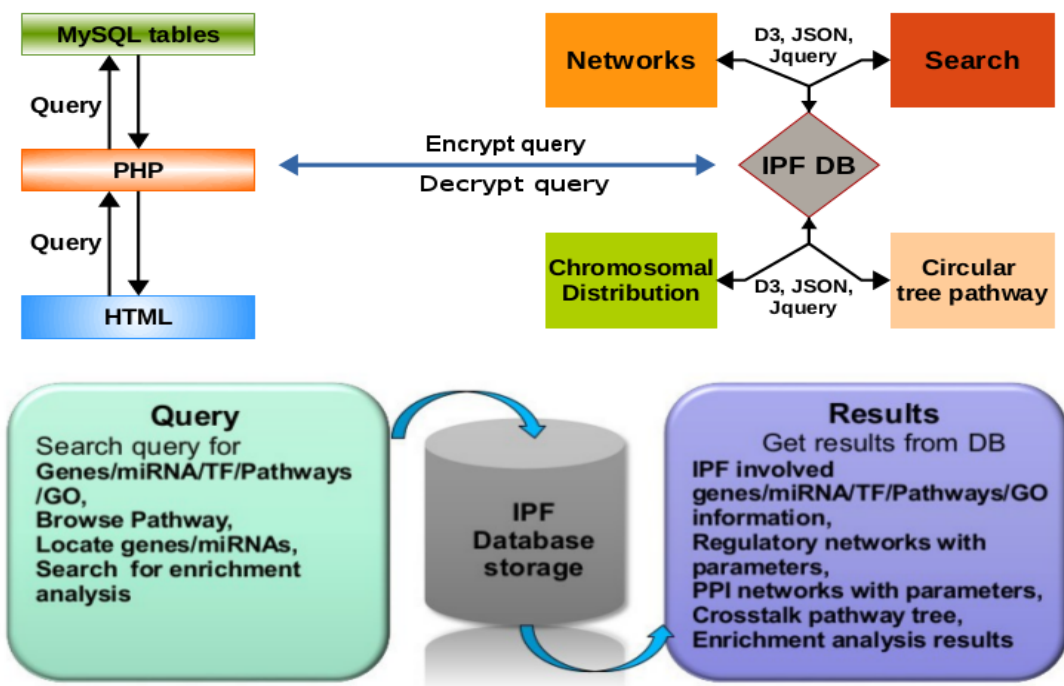 MySQL tables
Query
PHP
Query
HTML
Encrypt query
Decrypt query
Networks
D3, JSON,
Jquery
Search
IPF DB
Chromosomal
Distribution
D3, JSON,
Jquery
Circular
tree pathway
Query
Search query for
Genes/miRNA/TF/Pathways
/GO,
Browse Pathway,
Locate genes/miRNAs,
Search for enrichment
analysis
IPF
Database
storage
Results
Get results from DB
IPF involved
genes/miRNA/TF/Pathways/GO
information,
Regulatory networks with
parameters,
PPI networks with parameters,
Crosstalk pathway tree,
Enrichment analysis results